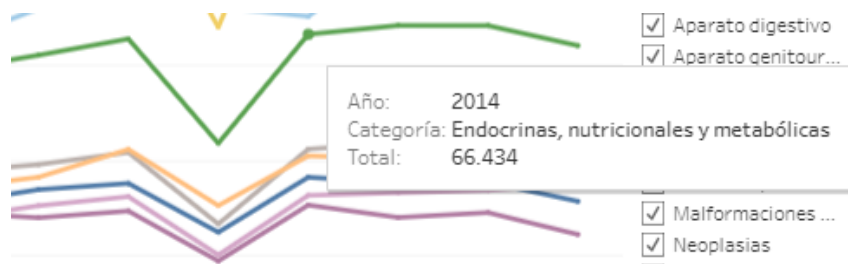 Aparato digestivo
Aparato genitour...
Año: 2014
Categoría: Endocrinas, nutricionales y metabólicas
Total: 66.434
Malformaciones ...
Neoplasias